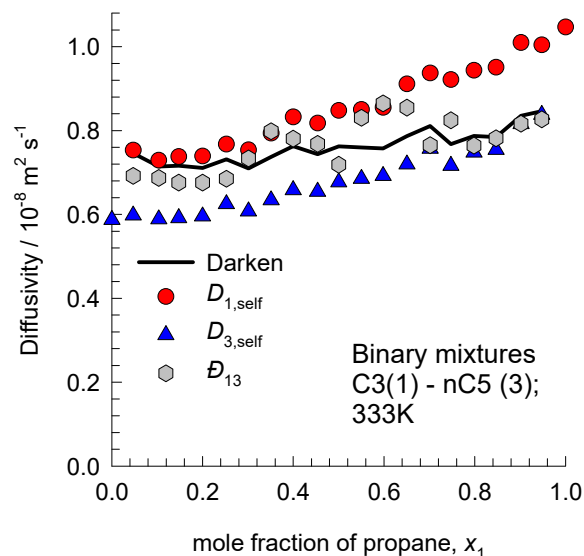 Diffusivity / 10⁻⁸ m² s⁻¹
1.0
0.8
0.6
0.4
0.2
0.0
Darken
D₁,self
D₃,self
Đ₁₃
Binary mixtures
C3(1) - nC5 (3);
333K
0.0 0.2 0.4 0.6 0.8 1.0
mole fraction of propane, x₁